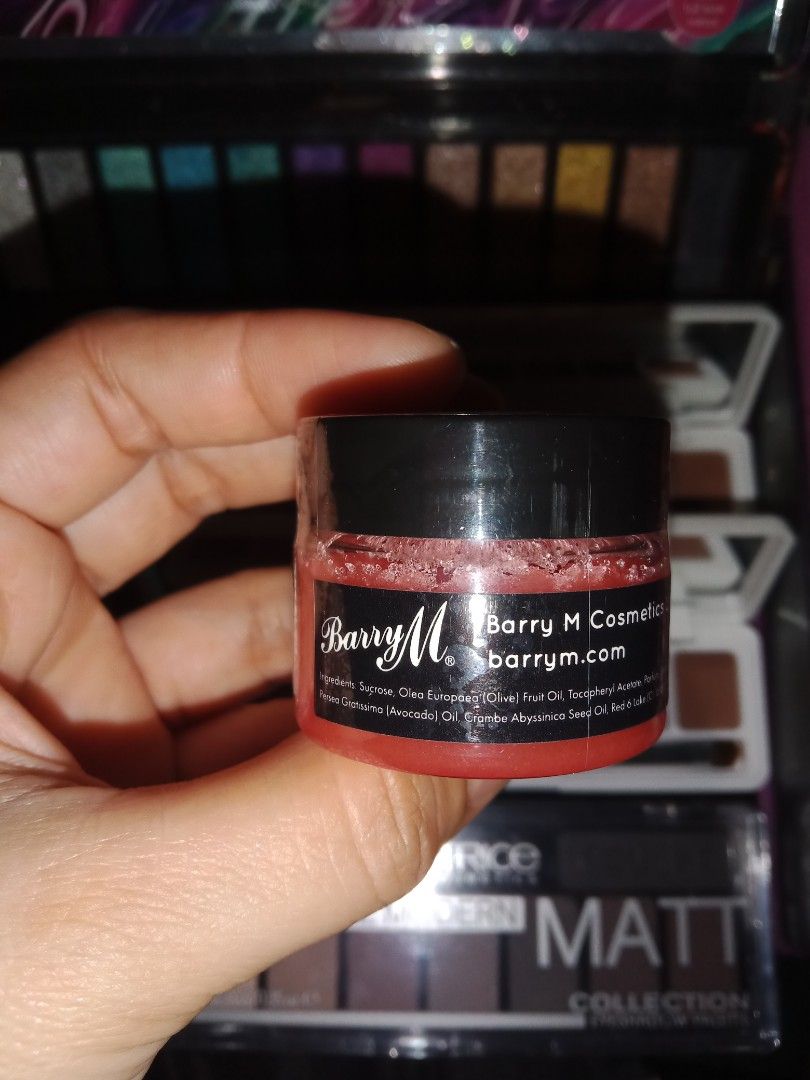 Barry M®
Barry M Cosmetics
barrym.com
Ingredients: Sucrose, Olea Europaea (Olive) Fruit Oil, Tocopheryl Acetate,
Persea Gratissima (Avocado) Oil, Crambe Abyssinica Seed Oil, Red 6 Lake
RICE
MATT
COLLECTION